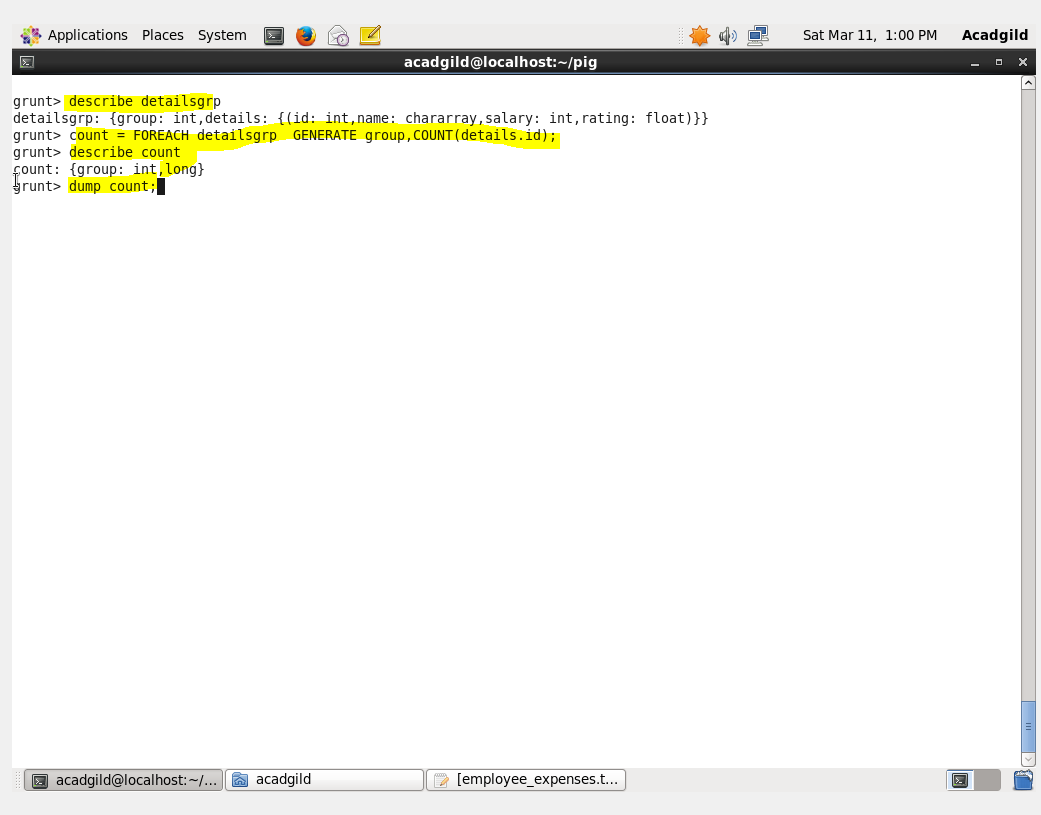 Applications Places System Sat Mar 11, 1:00 PM Acadgild
acadgild@localhost:~/pig
grunt> describe detailsgrp
detailsgrp: {group: int,details: {(id: int,name: chararray,salary: int,rating: float)}}
grunt> count = FOREACH detailsgrp  GENERATE group,COUNT(details.id);
grunt> describe count
count: {group: int,long}
grunt> dump count;
acadgild@localhost:~/... acadgild [employee_expenses.t...